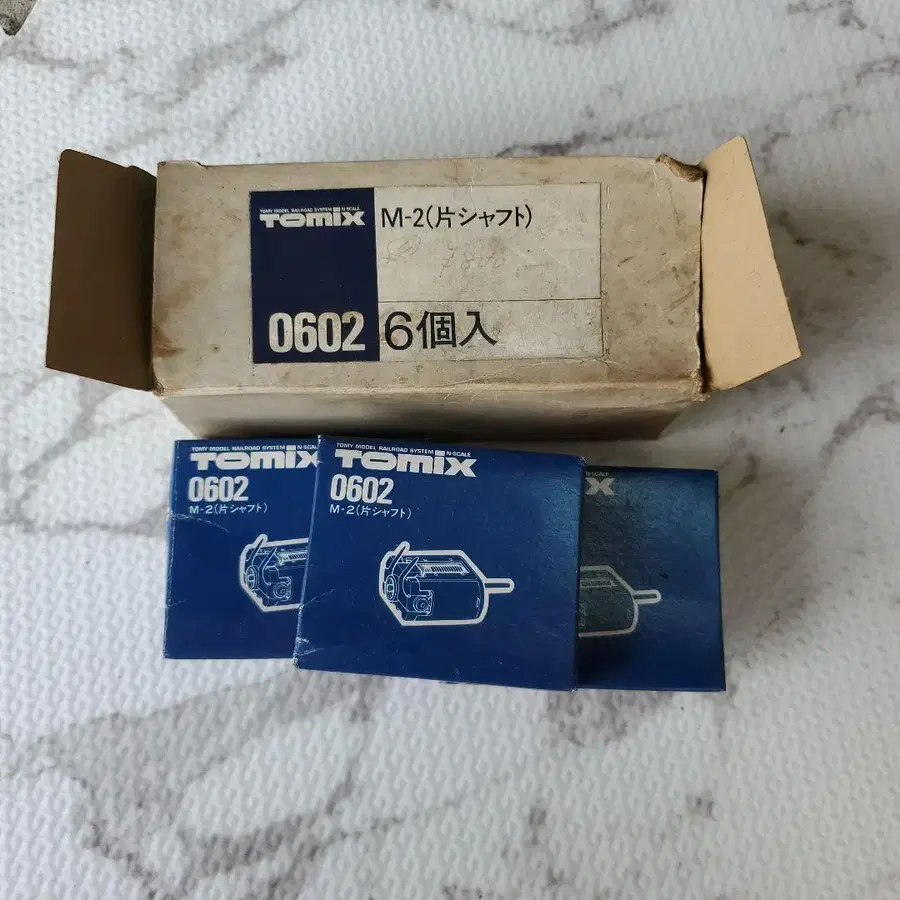 TOMY MODEL RAILROAD SYSTEM N-SCALE
TOMIX
M-2(片シャフト)
0602
6個入
TOMY MODEL RAILROAD SYSTEM N-SCALE
TOMIX
0602
M-2(片シャフト)
TOMY MODEL RAILROAD SYSTEM N-SCALE
TOMIX
0602
M-2(片シャフト)
N-SCALE
X